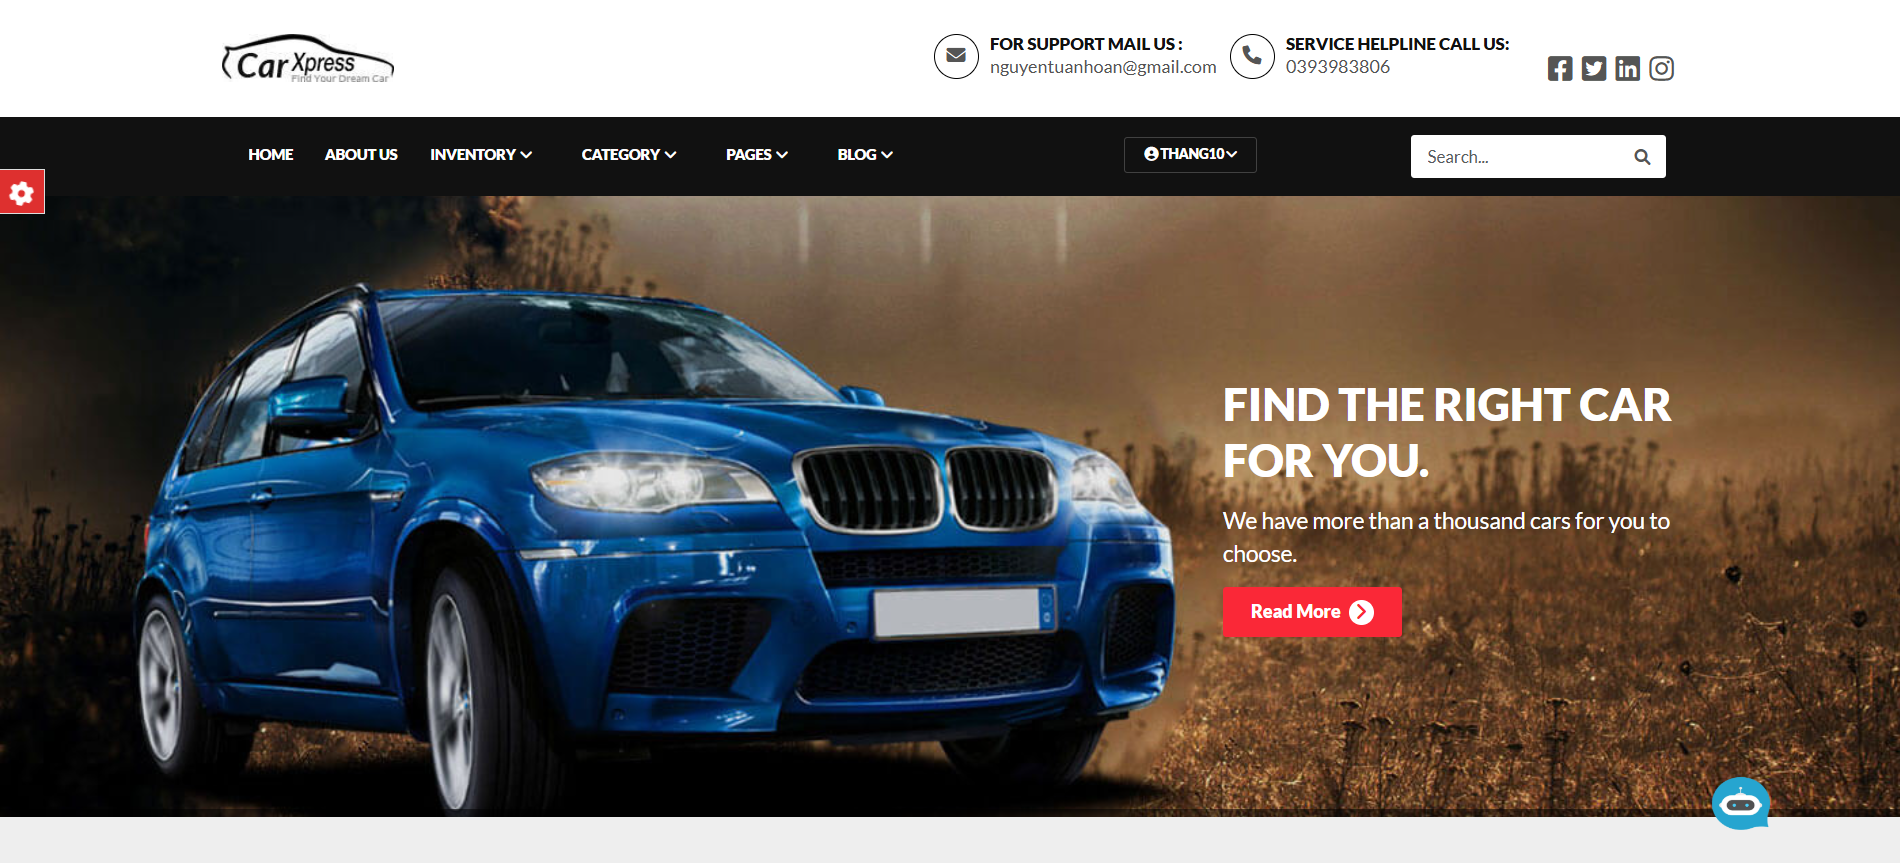 Car Xpress
Find Your Dream Car
FOR SUPPORT MAIL US :
nguyentuanhoan@gmail.com
SERVICE HELPLINE CALL US:
0393983806
HOME
ABOUT US
INVENTORY
CATEGORY
PAGES
BLOG
THANG10
Search...
FIND THE RIGHT CAR
FOR YOU.
We have more than a thousand cars for you to
choose.
Read More